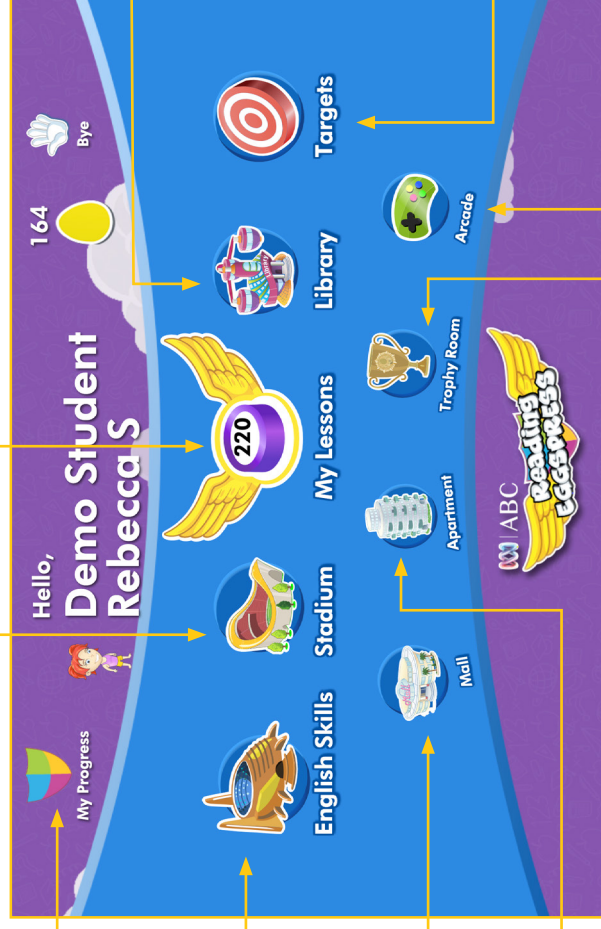 My Progress
Hello,
Demo Student
Rebecca S
164
Bye
English Skills
Stadium
220
My Lessons
Library
Targets
Mall
Apartment
Trophy Room
Arcade
ABC
Reading
EGGSPRESS